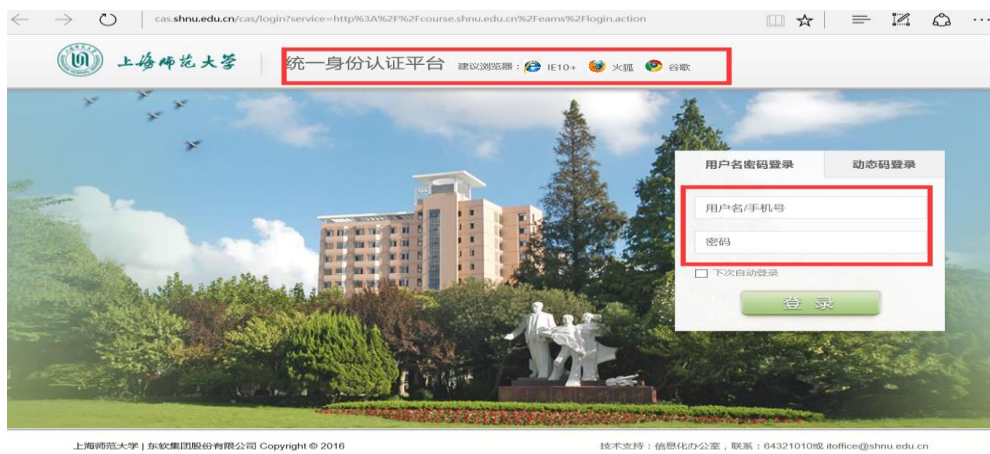 cas.shnu.edu.cn/cas/login?service=http%3A%2F%2Fcourse.shnu.edu.cn%2Feams%2Flogin.action
上海师范大学
统一身份认证平台 建议浏览器： IE10+ 火狐 谷歌
用户名密码登录 动态码登录
用户名/手机号
密码
下次自动登录
登 录
上海师范大学 | 东软集团股份有限公司 Copyright © 2016
技术支持：信息化办公室，联系：64321010或 itoffice@shnu.edu.cn